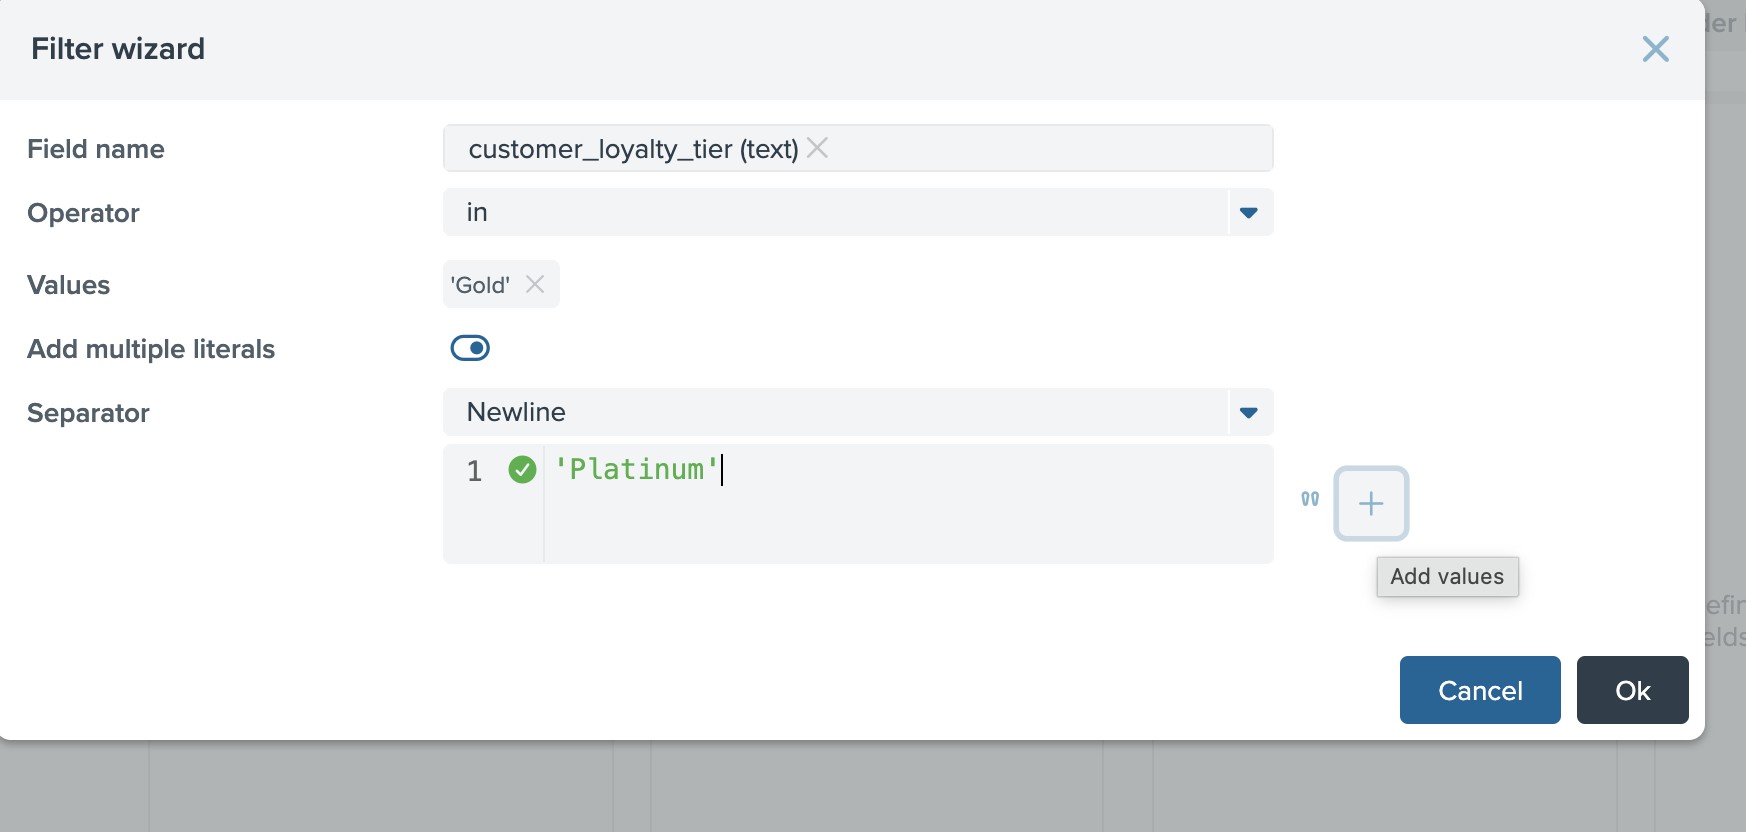 Filter wizard
Field name
customer_loyalty_tier (text)
Operator
in
Values
'Gold'
Add multiple literals
Separator
Newline
1
'Platinum'
Add values
Cancel
Ok